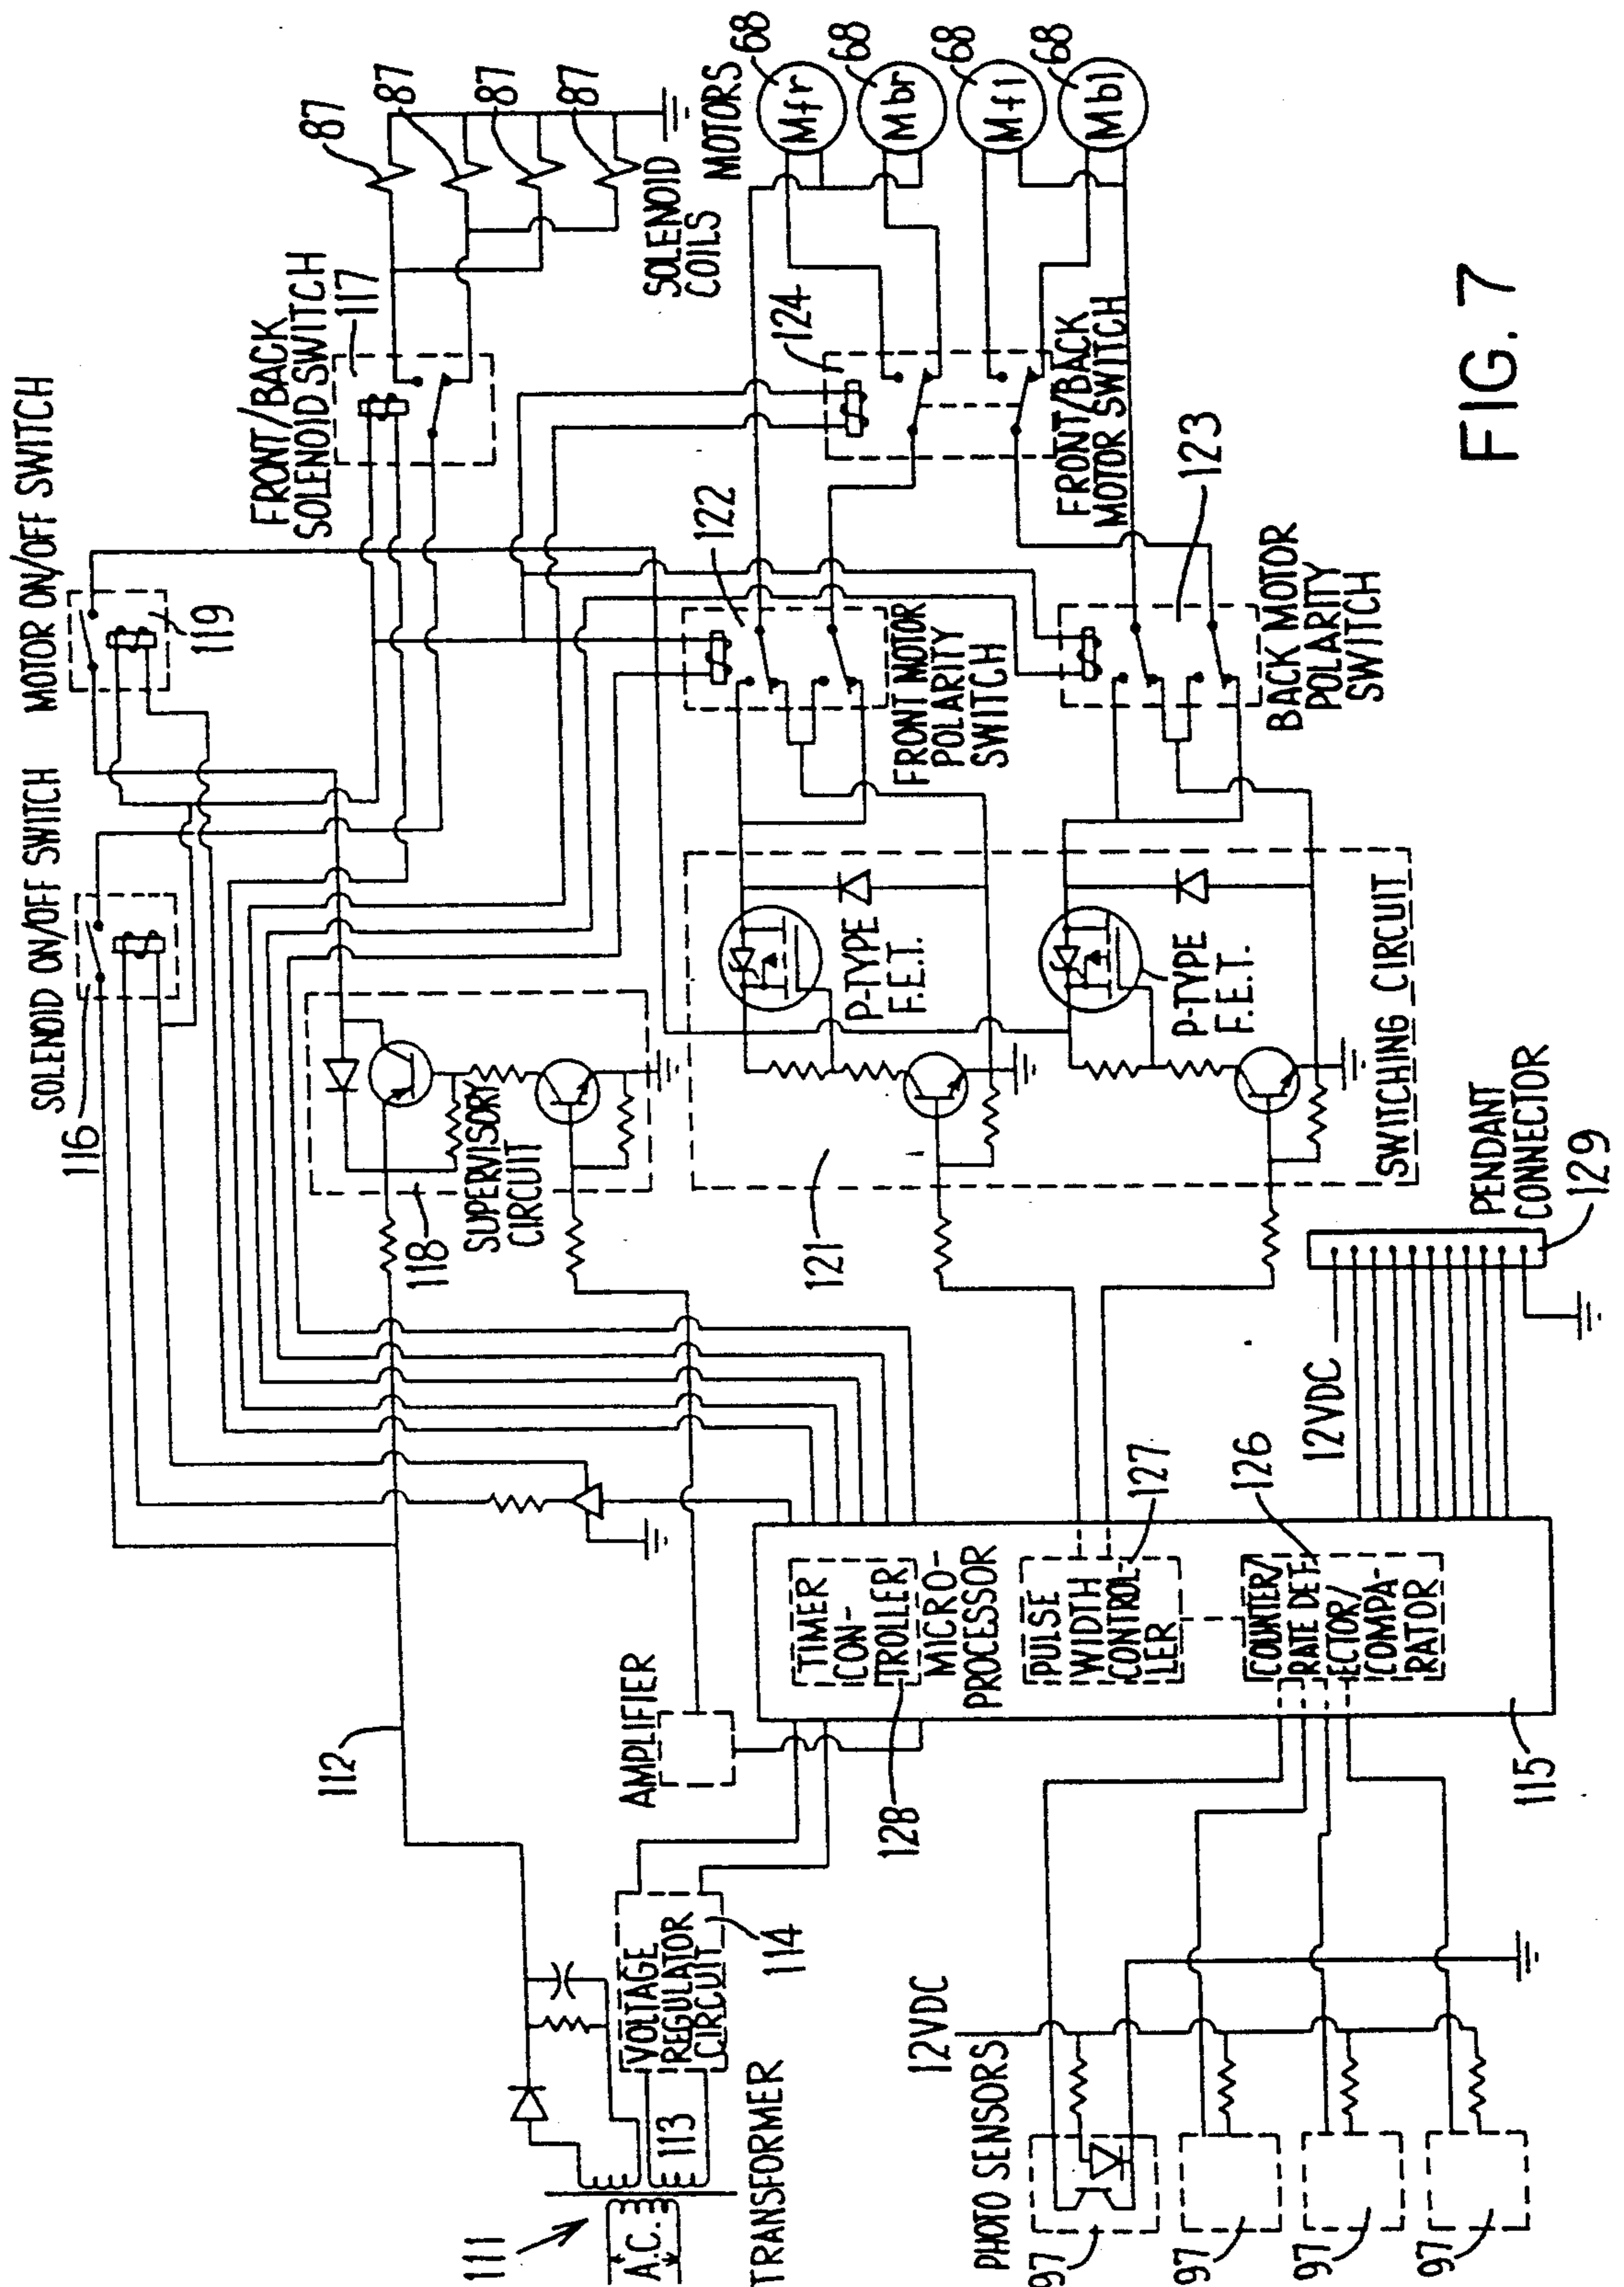 MOTOR ON/OFF SWITCH
119
SOLENOID ON/OFF SWITCH
116
FRONT/BACK
SOLENOID SWITCH
117
87
87
87
87
SOLENOID
COILS
MOTORS
68
68
68
68
Mfr
Mbr
Mfl
Mbl
124
FRONT/BACK
MOTOR SWITCH
122
FRONT MOTOR
POLARITY
SWITCH
123
BACK MOTOR
POLARITY
SWITCH
118
SUPERVISORY
CIRCUIT
P-TYPE
F.E.T.
P-TYPE
F.E.T.
121
SWITCHING CIRCUIT
PENDANT
CONNECTOR
129
12VDC
112
AMPLIFIER
TIMER
CON-
TROLLER
MICRO-
PROCESSOR
128
PULSE
WIDTH
CONTROL-
LER
127
COUNTER/
RATE DET-
ECTOR/
COMPA-
RATOR
126
115
VOLTAGE
REGULATOR
CIRCUIT
114
113
111
A.C.
TRANSFORMER
12VDC
PHOTO SENSORS
97
97
97
97
FIG. 7